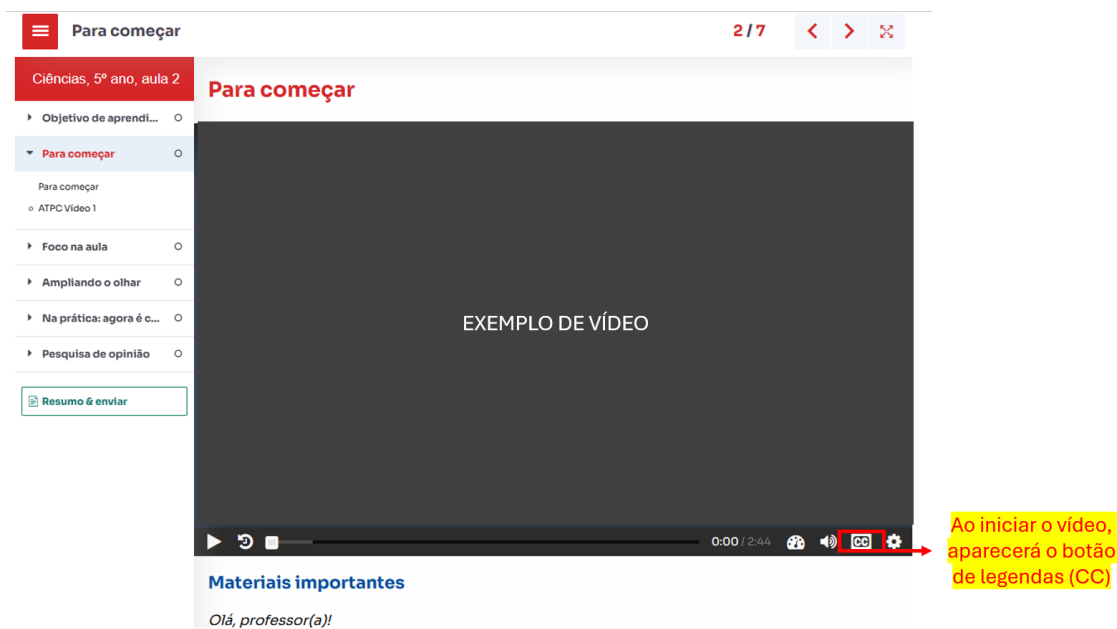 Para começar
2 / 7
Ciências, 5º ano, aula 2
Objetivo de aprendi...
Para começar
Para começar
ATPC Vídeo 1
Foco na aula
Ampliando o olhar
Na prática: agora é c...
Pesquisa de opinião
Resumo & enviar
Para começar
EXEMPLO DE VÍDEO
0:00 / 2:44
CC
Ao iniciar o vídeo,
aparecerá o botão
de legendas (CC)
Materiais importantes
Olá, professor(a)!